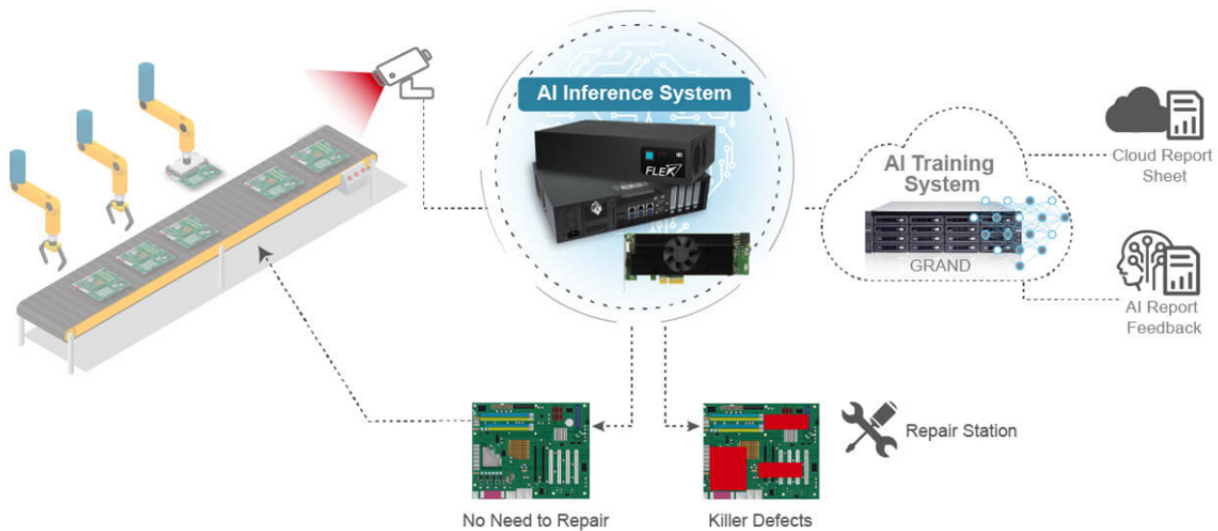 AI Inference System
FLEX
AI Training
System
GRAND
Cloud Report
Sheet
AI Report
Feedback
Repair Station
No Need to Repair
Killer Defects